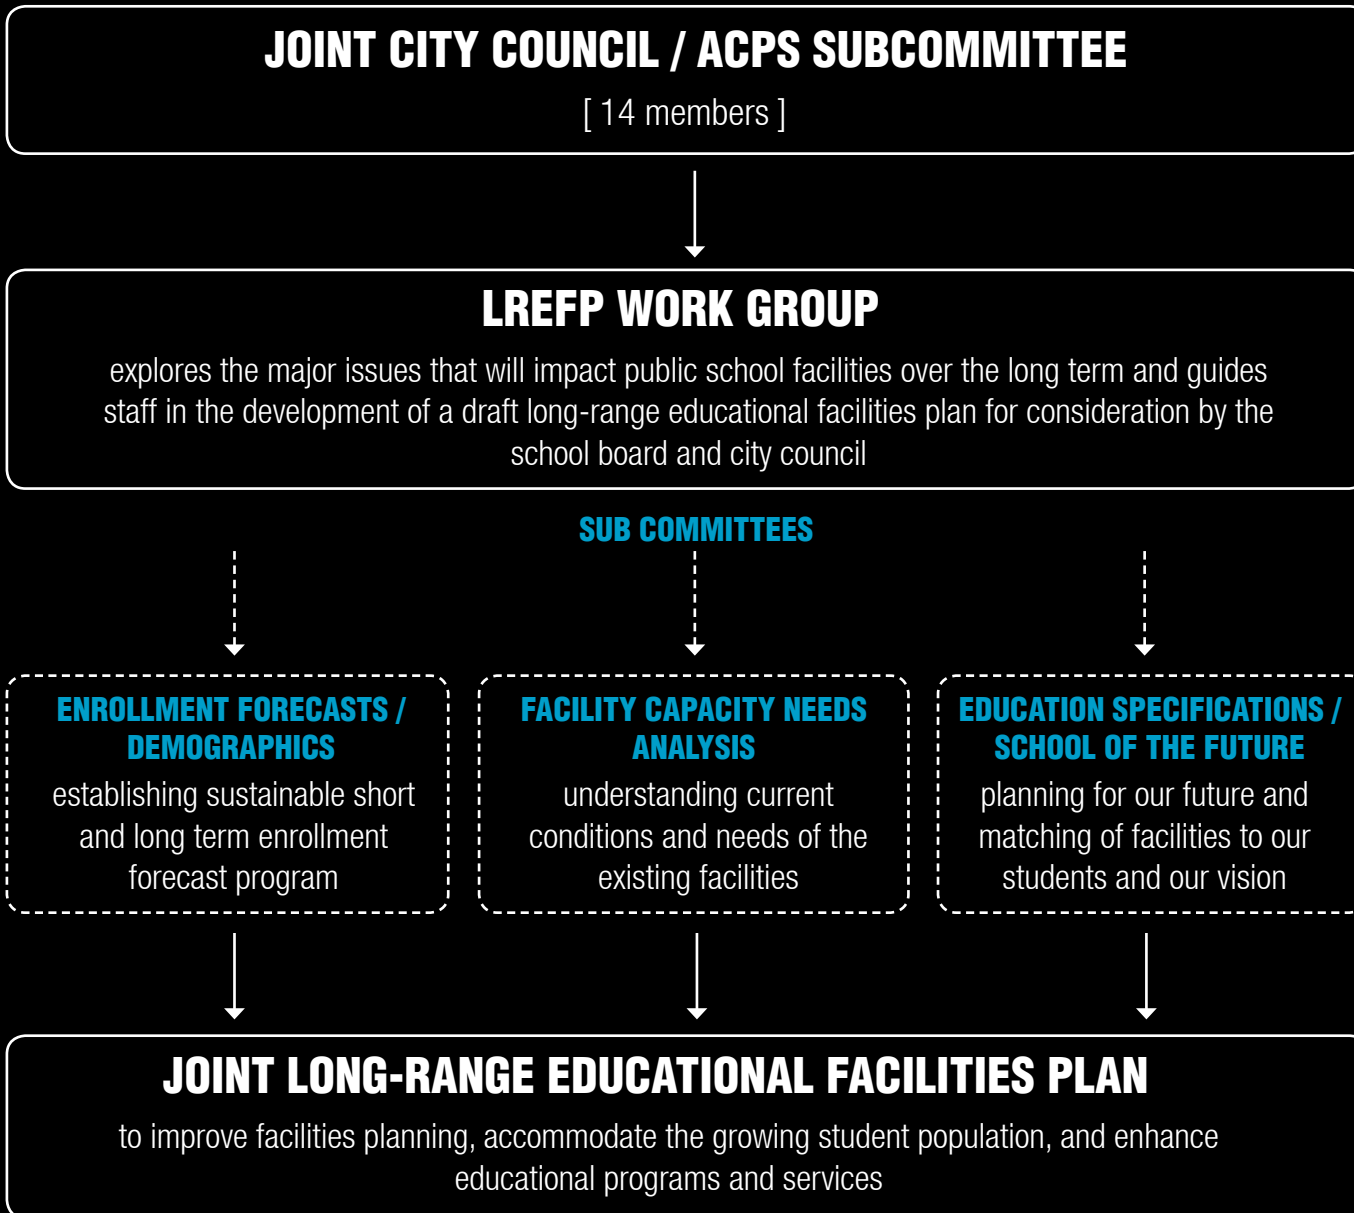 JOINT CITY COUNCIL / ACPS SUBCOMMITTEE
[ 14 members ]
LREFP WORK GROUP
explores the major issues that will impact public school facilities over the long term and guides
staff in the development of a draft long-range educational facilities plan for consideration by the
school board and city council
SUB COMMITTEES
ENROLLMENT FORECASTS /
DEMOGRAPHICS
establishing sustainable short
and long term enrollment
forecast program
FACILITY CAPACITY NEEDS
ANALYSIS
understanding current
conditions and needs of the
existing facilities
EDUCATION SPECIFICATIONS /
SCHOOL OF THE FUTURE
planning for our future and
matching of facilities to our
students and our vision
JOINT LONG-RANGE EDUCATIONAL FACILITIES PLAN
to improve facilities planning, accommodate the growing student population, and enhance
educational programs and services